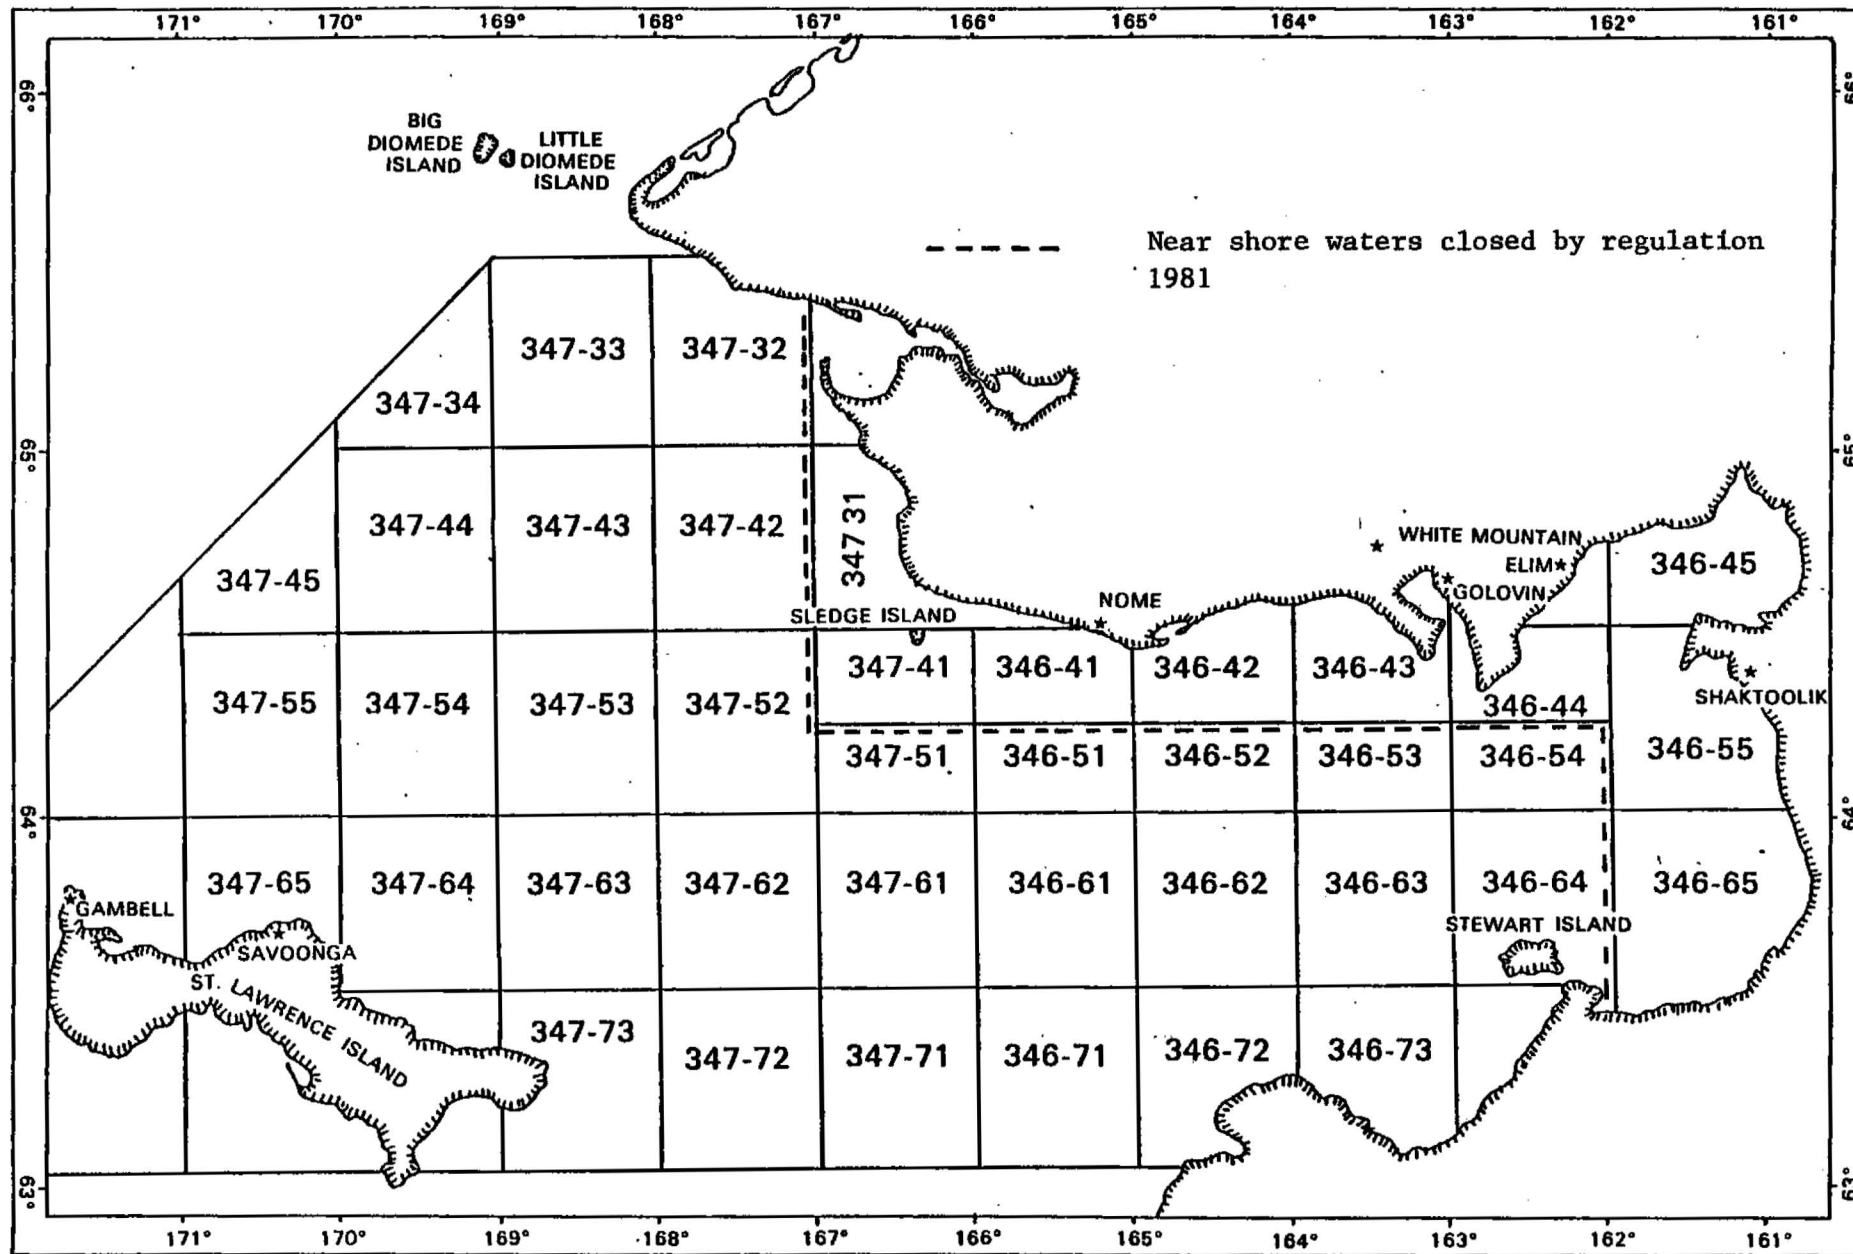 171° 170° 169° 168° 167° 166° 165° 164° 163° 162° 161°
66° 66°
BIG
DIOMEDE
ISLAND
LITTLE
DIOMEDE
ISLAND
Near shore waters closed by regulation
1981
347-33 347-32
347-34
65° 65°
347-44 347-43 347-42 347 31
WHITE MOUNTAIN
ELIM
346-45
347-45
GOLOVIN
NOME
SLEDGE ISLAND
347-41 346-41 346-42 346-43
SHAKTOOLIK
347-55 347-54 347-53 347-52
346-44
347-51 346-51 346-52 346-53 346-54 346-55
64° 64°
347-65 347-64 347-63 347-62 347-61 346-61 346-62 346-63 346-64 346-65
GAMBELL
STEWART ISLAND
SAVOONGA
ST. LAWRENCE ISLAND
347-73
347-72 347-71 346-71 346-72 346-73
63° 63°
171° 170° 169° 168° 167° 166° 165° 164° 163° 162° 161°